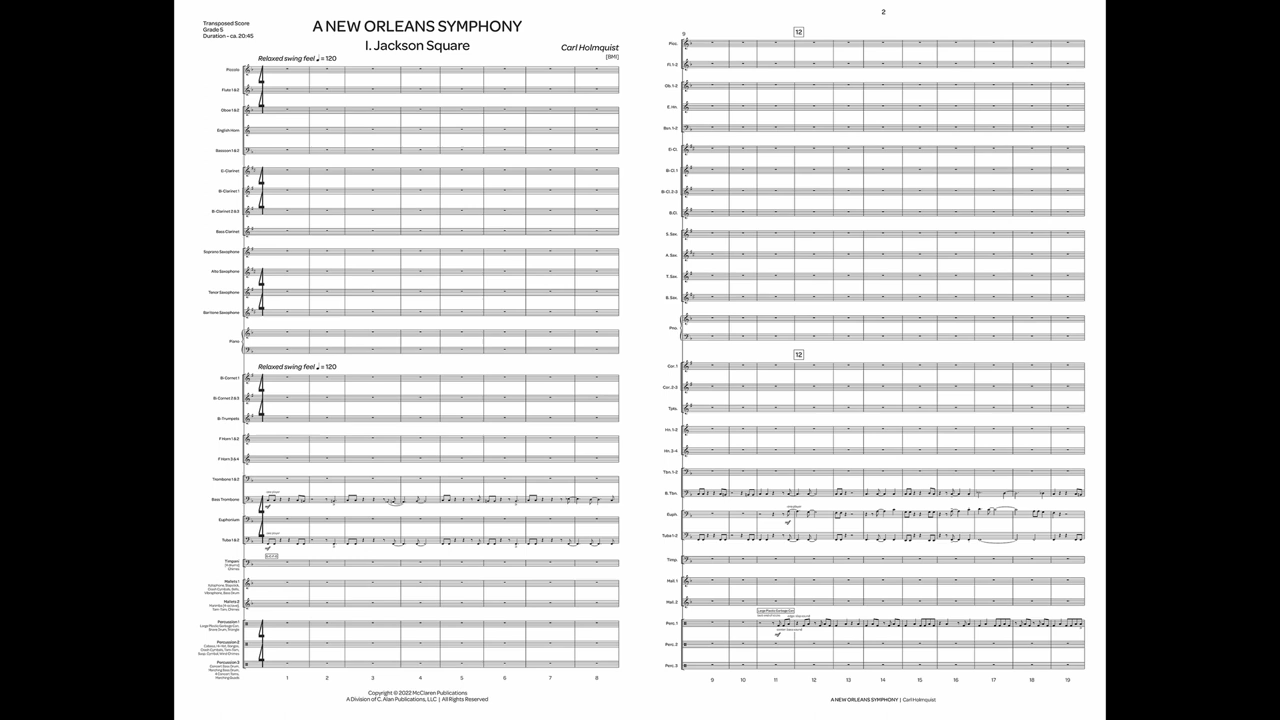 Transposed Score
Grade 5
Duration - ca. 20:45
A NEW ORLEANS SYMPHONY
I. Jackson Square
Carl Holmquist
[BMI]
Relaxed swing feel ♩ = 120
Piccolo
Flute 1 & 2
Oboe 1 & 2
English Horn
Bassoon 1 & 2
E♭ Clarinet
B♭ Clarinet 1
B♭ Clarinet 2 & 3
Bass Clarinet
Soprano Saxophone
Alto Saxophone
Tenor Saxophone
Baritone Saxophone
Piano
Relaxed swing feel ♩ = 120
B♭ Cornet 1
B♭ Cornet 2 & 3
B♭ Trumpets
F Horn 1 & 2
F Horn 3 & 4
Trombone 1 & 2
Bass Trombone
mf
Euphonium
Tuba 1 & 2
mf
Timpani
Mallets 1
Mallets 2
Percussion 1
Percussion 2
Percussion 3
1 2 3 4 5 6 7 8
Copyright © 2022 McClaren Publications
A Division of C. Alan Publications, LLC | All Rights Reserved
2
9
12
Picc.
Fl. 1-2
Ob. 1-2
E. Hn.
Bsn. 1-2
E♭ Cl.
B♭ Cl. 1
B♭ Cl. 2-3
B.Cl.
S. Sax.
A. Sax.
T. Sax.
B. Sax.
Pno.
12
Cor. 1
Cor. 2-3
Tpts.
Hn. 1-2
Hn. 3-4
Tbn. 1-2
B. Tbn.
Euph.
mf
Tuba 1-2
Timp.
Mall. 1
Mall. 2
Large Plastic Garbage Can
Perc. 1
mf
Perc. 2
Perc. 3
9 10 11 12 13 14 15 16 17 18 19
A NEW ORLEANS SYMPHONY | Carl Holmquist